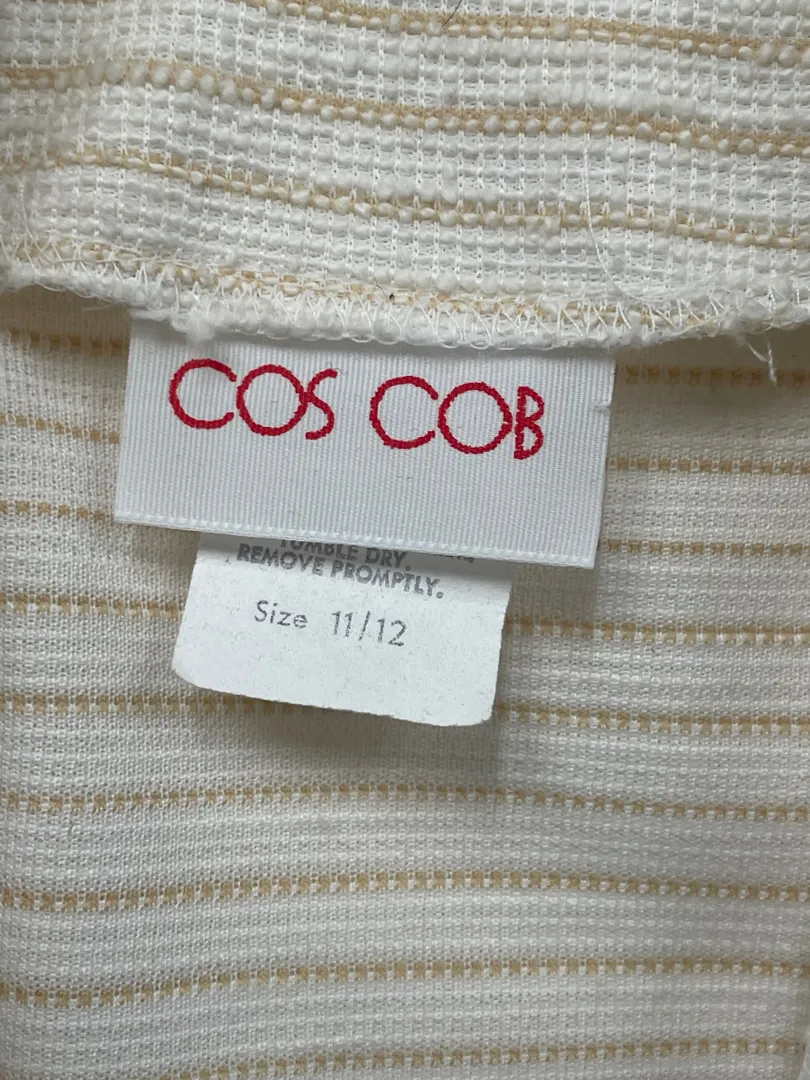 COS COB
TUMBLE DRY.
REMOVE PROMPTLY.
Size 11/12